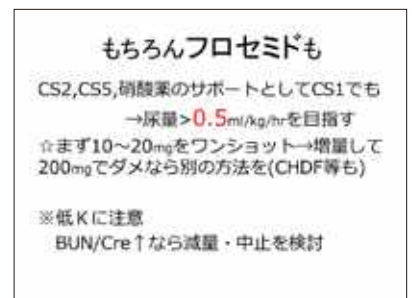 もちろんフロセミドも
CS2,CS5,硝酸薬のサポートとしてCS1でも
→尿量>0.5ml/kg/hrを目指す
☆まず10～20mgをワンショット→増量して
200mgでダメなら別の方法を(CHDF等も)
※低Kに注意
BUN/Cre↑なら減量・中止を検討